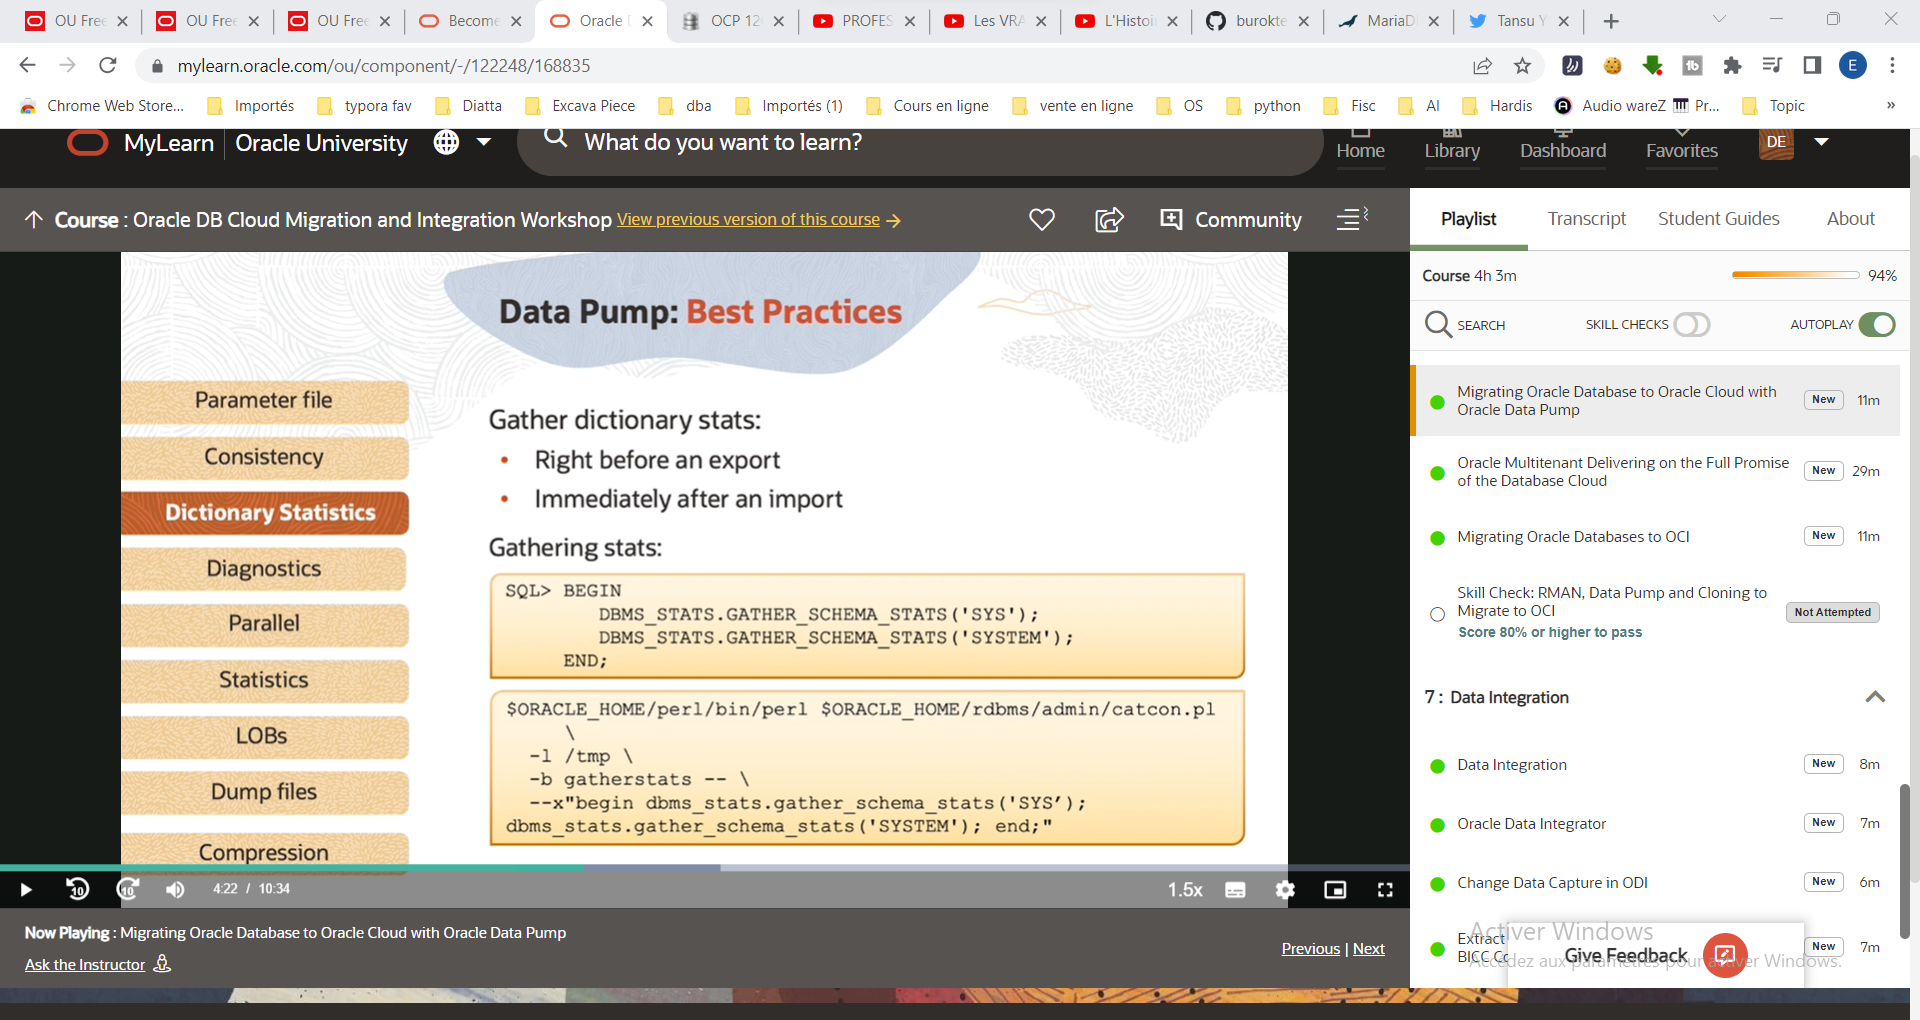 OU Free
OU Free
OU Free
Become
Oracle D
OCP 12
PROFES
Les VRA
L'Histoi
burokte
MariaD
Tansu Y
mylearn.oracle.com/ou/component/-/122248/168835
E
Chrome Web Store...
Importés
typora fav
Diatta
Excava Piece
dba
Importés (1)
Cours en ligne
vente en ligne
OS
python
Fisc
AI
Hardis
Audio wareZ
Pr...
Topic
»
MyLearn
Oracle University
What do you want to learn?
Home
Library
Dashboard
Favorites
DE
Course : Oracle DB Cloud Migration and Integration Workshop View previous version of this course
Community
Playlist
Transcript
Student Guides
About
Course 4h 3m
94%
SEARCH
SKILL CHECKS
AUTOPLAY
Data Pump: Best Practices
Parameter file
Consistency
Dictionary Statistics
Diagnostics
Parallel
Statistics
LOBs
Dump files
Compression
Gather dictionary stats:
• Right before an export
• Immediately after an import
Gathering stats:
SQL> BEGIN
DBMS_STATS.GATHER_SCHEMA_STATS('SYS');
DBMS_STATS.GATHER_SCHEMA_STATS('SYSTEM');
END;
$ORACLE_HOME/perl/bin/perl $ORACLE_HOME/rdbms/admin/catcon.pl
\
-l /tmp \
-b gatherstats -- \
--x"begin dbms_stats.gather_schema_stats('SYS’);
dbms_stats.gather_schema_stats('SYSTEM'); end;"
10
10
4:22 / 10:34
1.5x
Now Playing : Migrating Oracle Database to Oracle Cloud with Oracle Data Pump
Ask the Instructor
Previous | Next
Migrating Oracle Database to Oracle Cloud with
Oracle Data Pump
New
11m
Oracle Multitenant Delivering on the Full Promise
of the Database Cloud
New
29m
Migrating Oracle Databases to OCI
New
11m
Skill Check: RMAN, Data Pump and Cloning to
Migrate to OCI
Score 80% or higher to pass
Not Attempted
7 : Data Integration
Data Integration
New
8m
Oracle Data Integrator
New
7m
Change Data Capture in ODI
New
6m
Extract
BICC Co
New
7m
Give Feedback
Activer Windows
Accédez aux paramètres pour activer Windows.